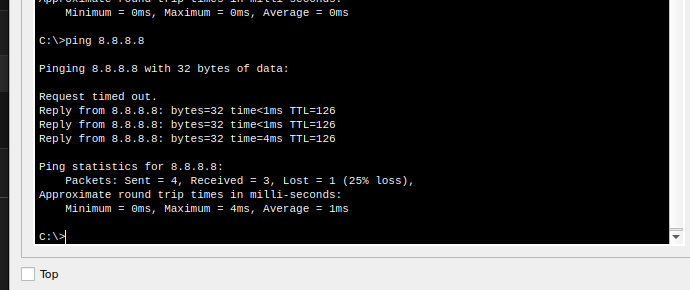 Approximate round trip times in milli-seconds:
Minimum = 0ms, Maximum = 0ms, Average = 0ms
C:\>ping 8.8.8.8
Pinging 8.8.8.8 with 32 bytes of data:
Request timed out.
Reply from 8.8.8.8: bytes=32 time<1ms TTL=126
Reply from 8.8.8.8: bytes=32 time<1ms TTL=126
Reply from 8.8.8.8: bytes=32 time=4ms TTL=126
Ping statistics for 8.8.8.8:
Packets: Sent = 4, Received = 3, Lost = 1 (25% loss),
Approximate round trip times in milli-seconds:
Minimum = 0ms, Maximum = 4ms, Average = 1ms
C:\>
Top